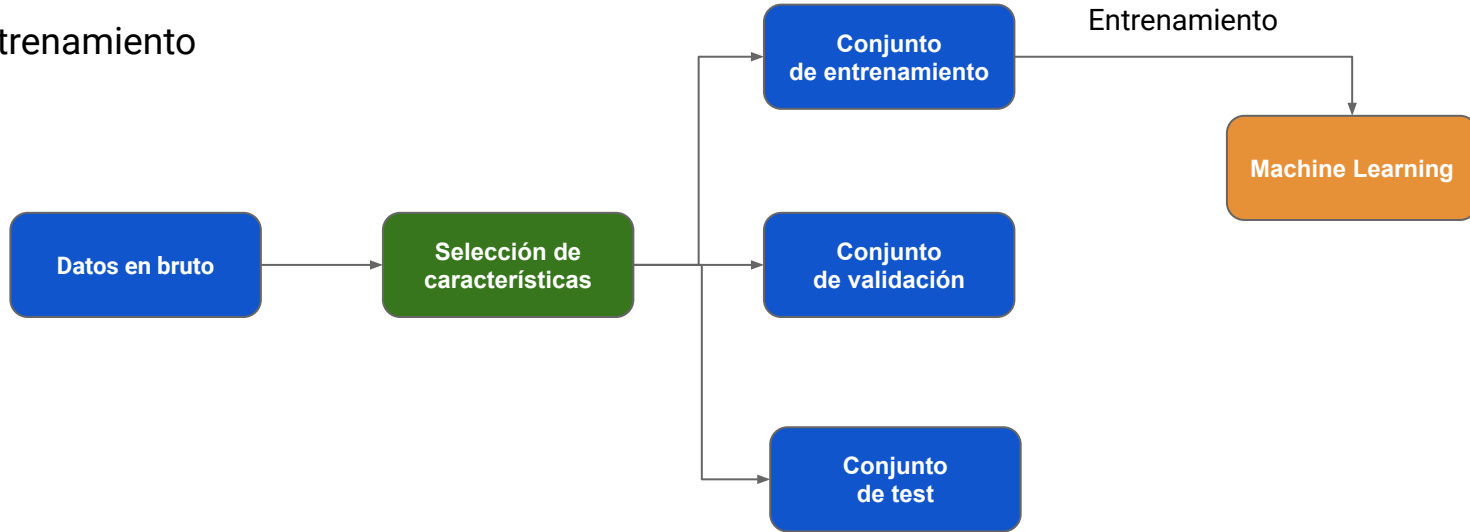 trenamiento
Entrenamiento
Conjunto
de entrenamiento
Machine Learning
Datos en bruto
Selección de
características
Conjunto
de validación
Conjunto
de test